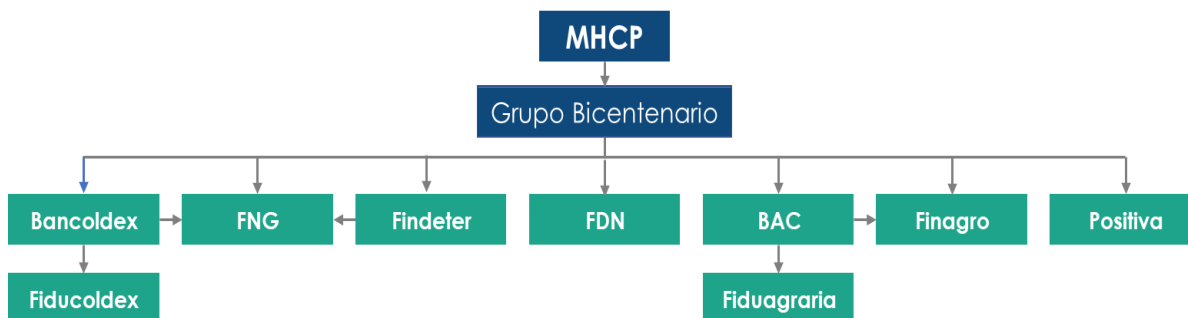 MHCP
Grupo Bicentenario
Bancoldex
FNG
Findeter
FDN
BAC
Finagro
Positiva
Fiducoldex
Fiduagraria